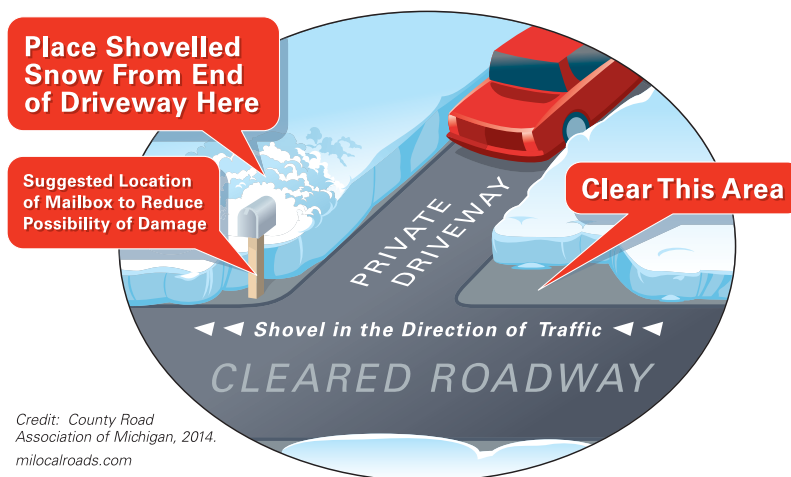 Place Shovelled
Snow From End
of Driveway Here
Suggested Location
of Mailbox to Reduce
Possibility of Damage
Clear This Area
PRIVATE
DRIVEWAY
Shovel in the Direction of Traffic
CLEARED ROADWAY
Credit: County Road
Association of Michigan, 2014.
milocalroads.com